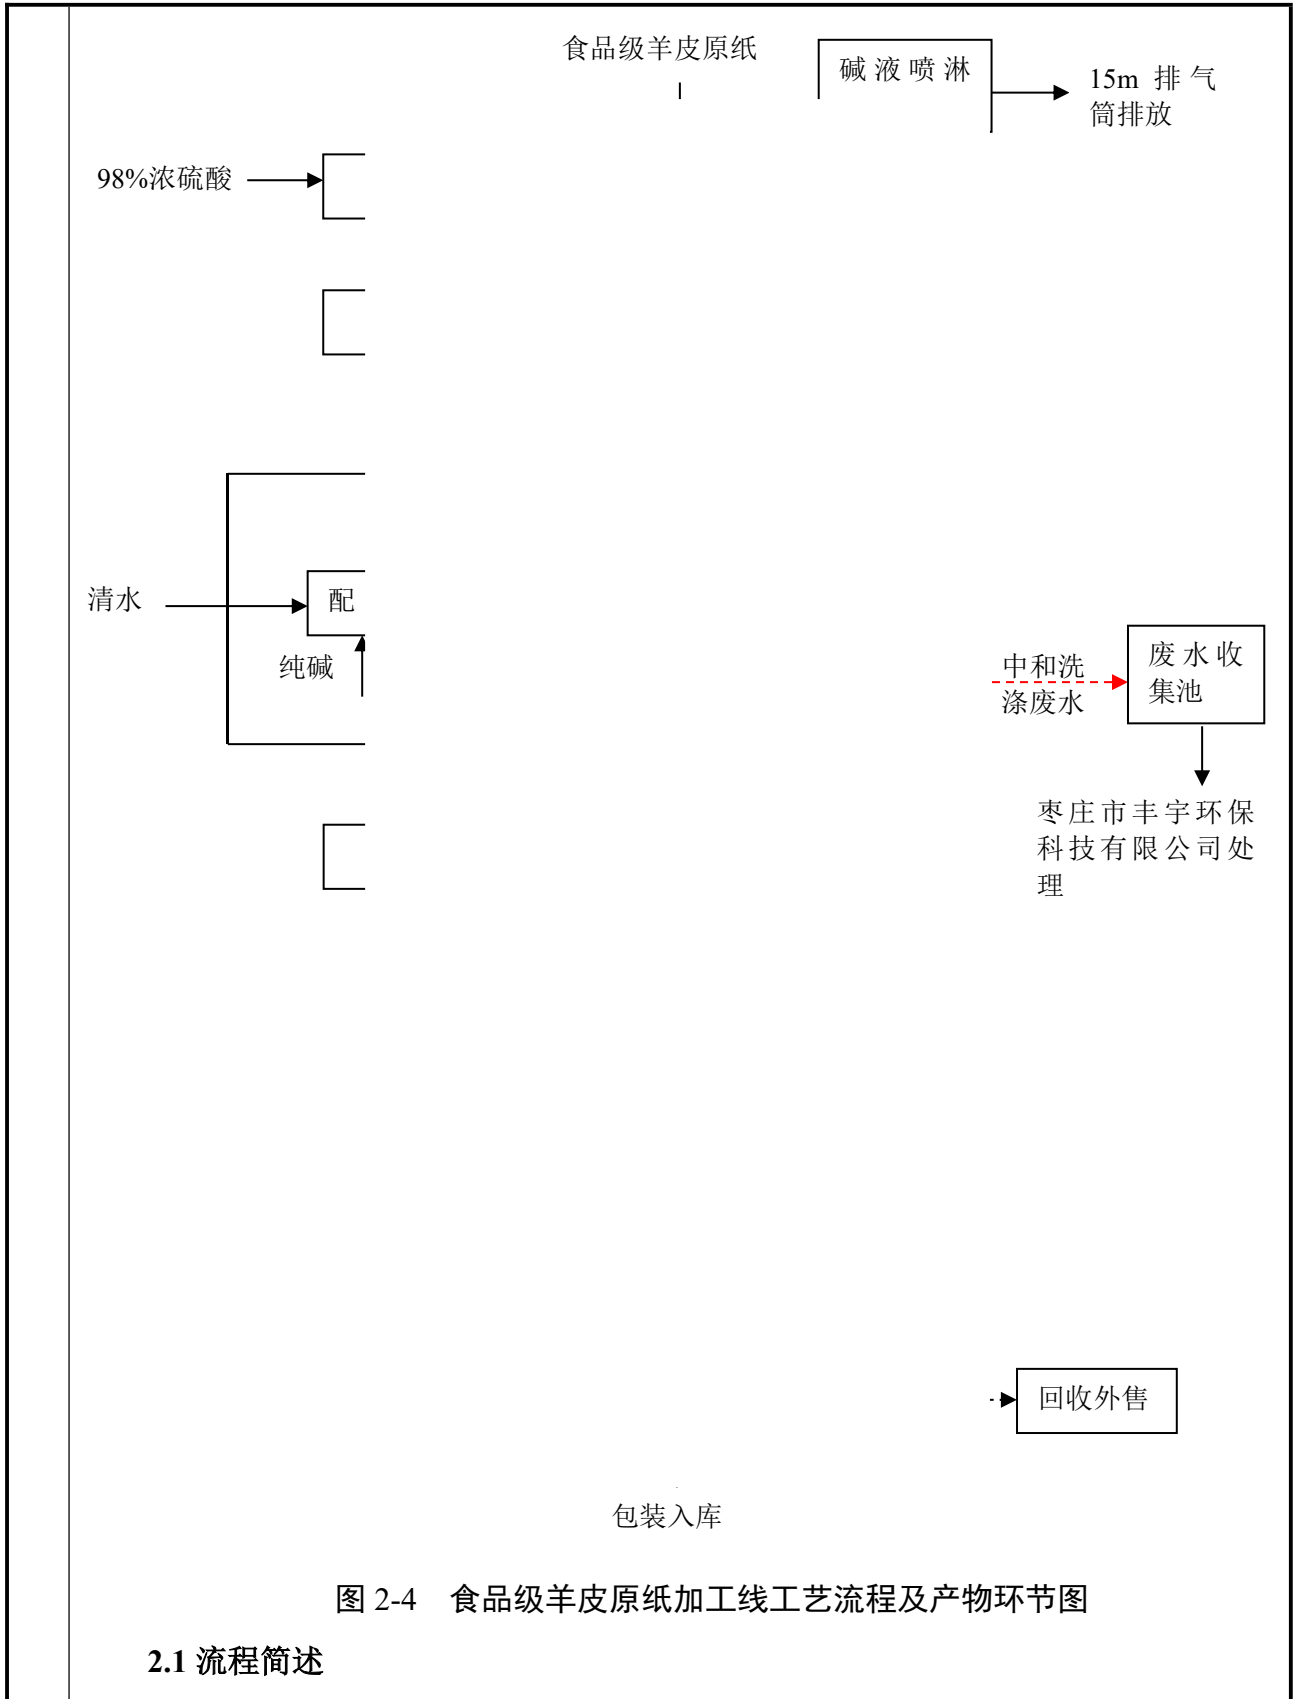 食品级羊皮原纸
碱液喷淋
15m 排气
筒排放
98%浓硫酸
清水
配
纯碱
中和洗
涤废水
废水收
集池
枣庄市丰宇环保
科技有限公司处
理
回收外售
包装入库
图 2-4 食品级羊皮原纸加工线工艺流程及产物环节图
2.1 流程简述